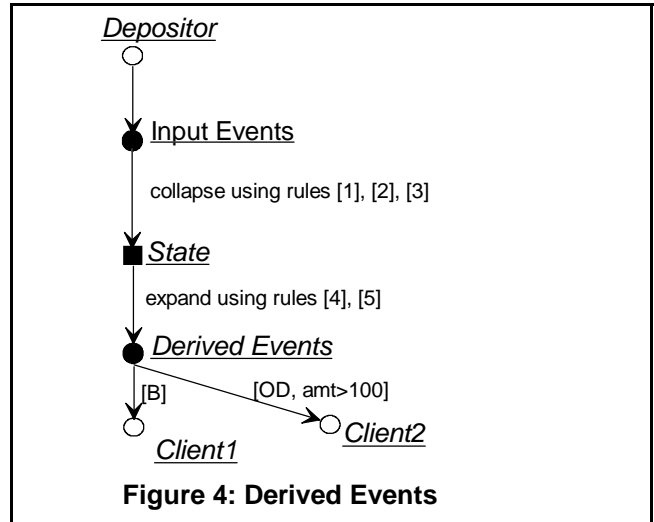 Depositor
Input Events
collapse using rules [1], [2], [3]
State
expand using rules [4], [5]
Derived Events
[B]
[OD, amt>100]
Client1
Client2
Figure 4: Derived Events